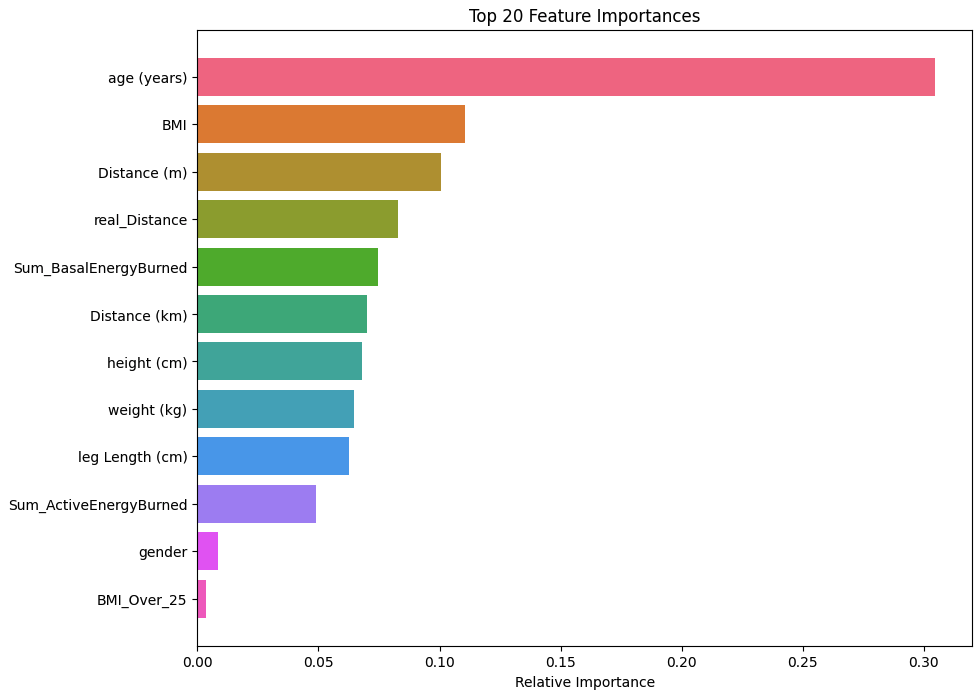 Top 20 Feature Importances
age (years)
BMI
Distance (m)
real_Distance
Sum_BasalEnergyBurned
Distance (km)
height (cm)
weight (kg)
leg Length (cm)
Sum_ActiveEnergyBurned
gender
BMI_Over_25
0.00 0.05 0.10 0.15 0.20 0.25 0.30
Relative Importance